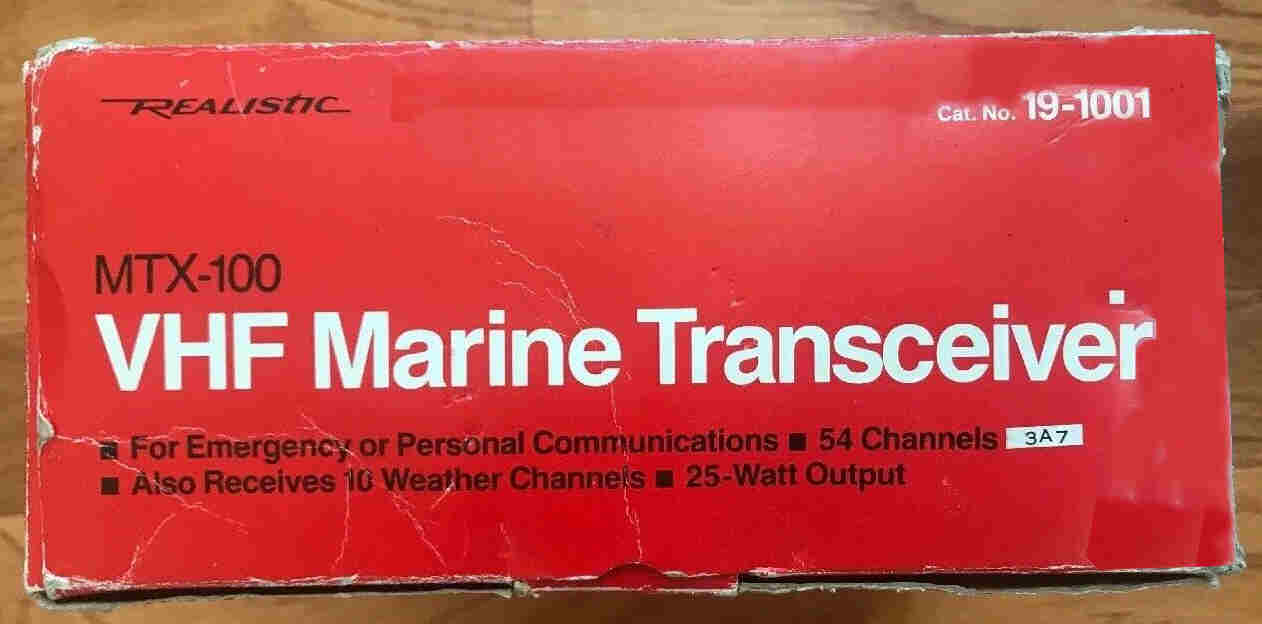 REALISTIC
Cat. No. 19-1001
MTX-100
VHF Marine Transceiver
■ For Emergency or Personal Communications ■ 54 Channels 3A7
■ Also Receives 10 Weather Channels ■ 25-Watt Output